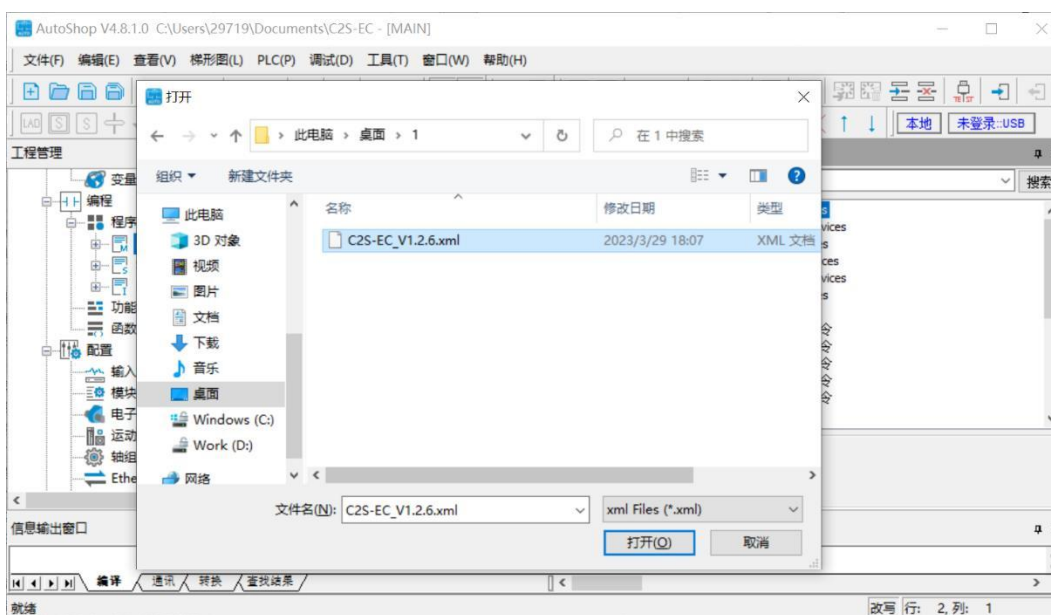 AutoShop V4.8.1.0 C:\Users\29719\Documents\C2S-EC - [MAIN]
文件(F) 编辑(E) 查看(V) 梯形图(L) PLC(P) 调试(D) 工具(T) 窗口(W) 帮助(H)
打开
TEST
LAD S S
本地 未登录::USB
此电脑 › 桌面 › 1
在 1 中搜索
工程管理
组织 新建文件夹
搜索
名称 修改日期 类型
C2S-EC_V1.2.6.xml 2023/3/29 18:07 XML 文档
此电脑
3D 对象
视频
图片
文档
下载
音乐
桌面
Windows (C:)
Work (D:)
网络
变量
编程
程序
M
S
I
功能
函数
配置
输入
模块
电子
运动
轴组
Ethe
s
vices
s
ces
vices
s
令
令
令
令
令
文件名(N): C2S-EC_V1.2.6.xml xml Files (*.xml)
打开(O) 取消
信息输出窗口
编译 通讯 转换 查找结果
就绪 改写 行: 2, 列: 1